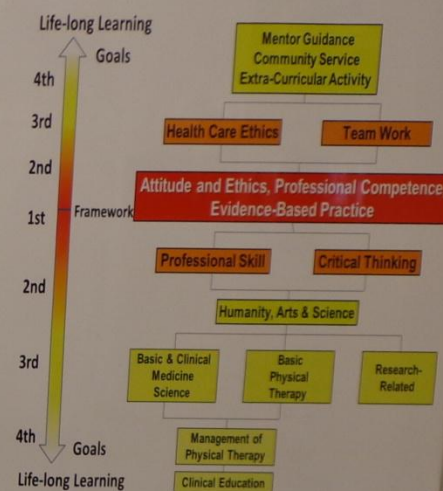 Life-long Learning
Goals
4th
3rd
2nd
1st
Framework
2nd
3rd
4th
Goals
Life-long Learning
Mentor Guidance
Community Service
Extra-Curricular Activity
Health Care Ethics
Team Work
Attitude and Ethics, Professional Competence
Evidence-Based Practice
Professional Skill
Critical Thinking
Humanity, Arts & Science
Basic & Clinical
Medicine
Science
Basic
Physical
Therapy
Research-
Related
Management of
Physical Therapy
Clinical Education